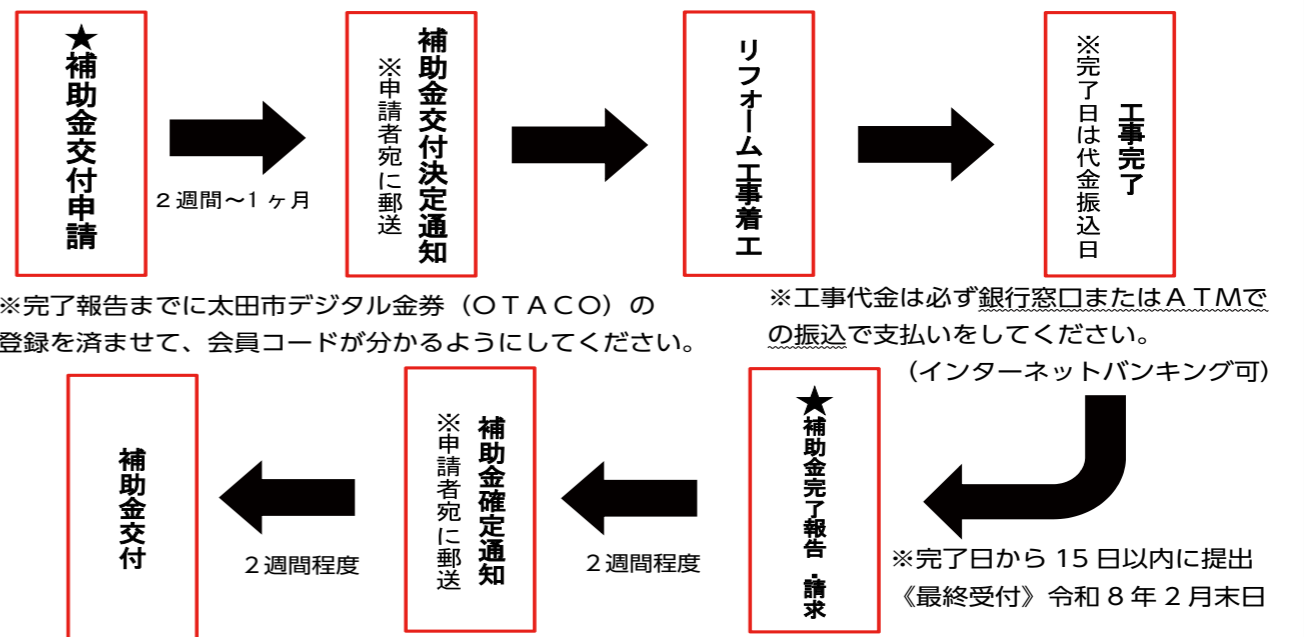 ★補助金交付申請
2週間～1ヶ月
補助金交付決定通知
※申請者宛に郵送
リフォーム工事着工
工事完了
※完了日は代金振込日
※完了報告までに太田市デジタル金券（ＯＴＡＣＯ）の
登録を済ませて、会員コードが分かるようにしてください。
※工事代金は必ず銀行窓口またはＡＴＭで
の振込で支払いをしてください。
（インターネットバンキング可）
※完了日から 15 日以内に提出
《最終受付》令和 8 年 2 月末日
★補助金完了報告・請求
2週間程度
補助金確定通知
※申請者宛に郵送
2週間程度
補助金交付